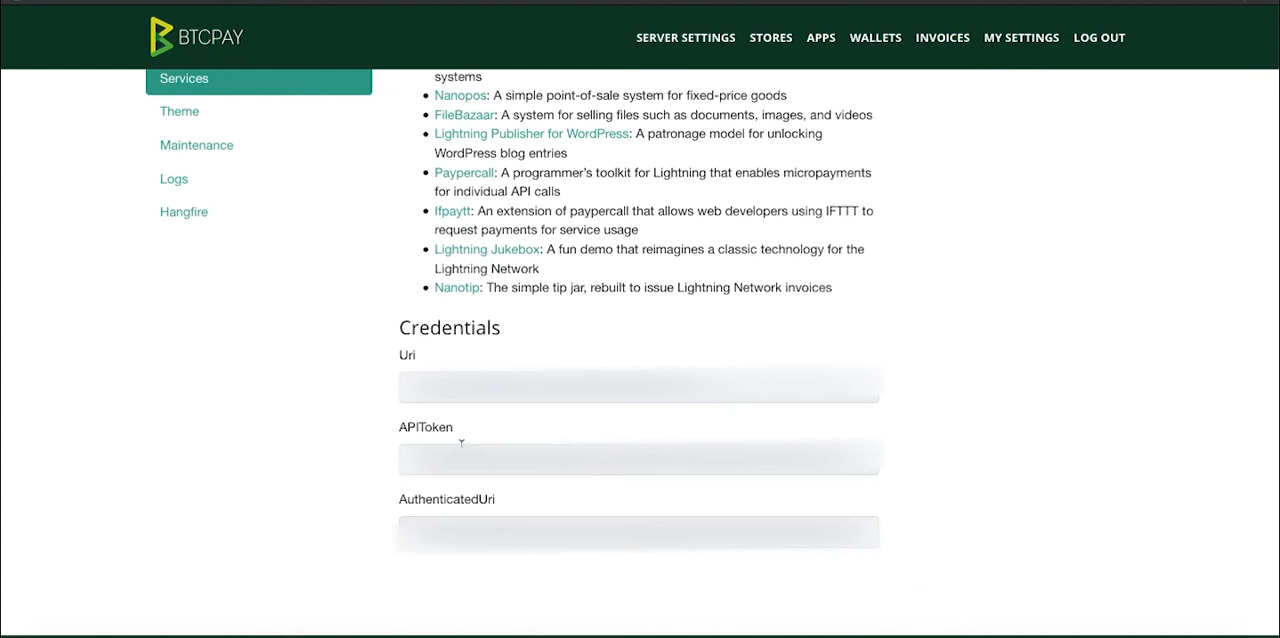 BTCPAY
SERVER SETTINGS STORES APPS WALLETS INVOICES MY SETTINGS LOG OUT
Services
Theme
Maintenance
Logs
Hangfire
systems
Nanopos: A simple point-of-sale system for fixed-price goods
FileBazaar: A system for selling files such as documents, images, and videos
Lightning Publisher for WordPress: A patronage model for unlocking
WordPress blog entries
Paypercall: A programmer's toolkit for Lightning that enables micropayments
for individual API calls
Ifpaytt: An extension of paypercall that allows web developers using IFTTT to
request payments for service usage
Lightning Jukebox: A fun demo that reimagines a classic technology for the
Lightning Network
Nanotip: The simple tip jar, rebuilt to issue Lightning Network invoices
Credentials
Uri
APIToken
AuthenticatedUri